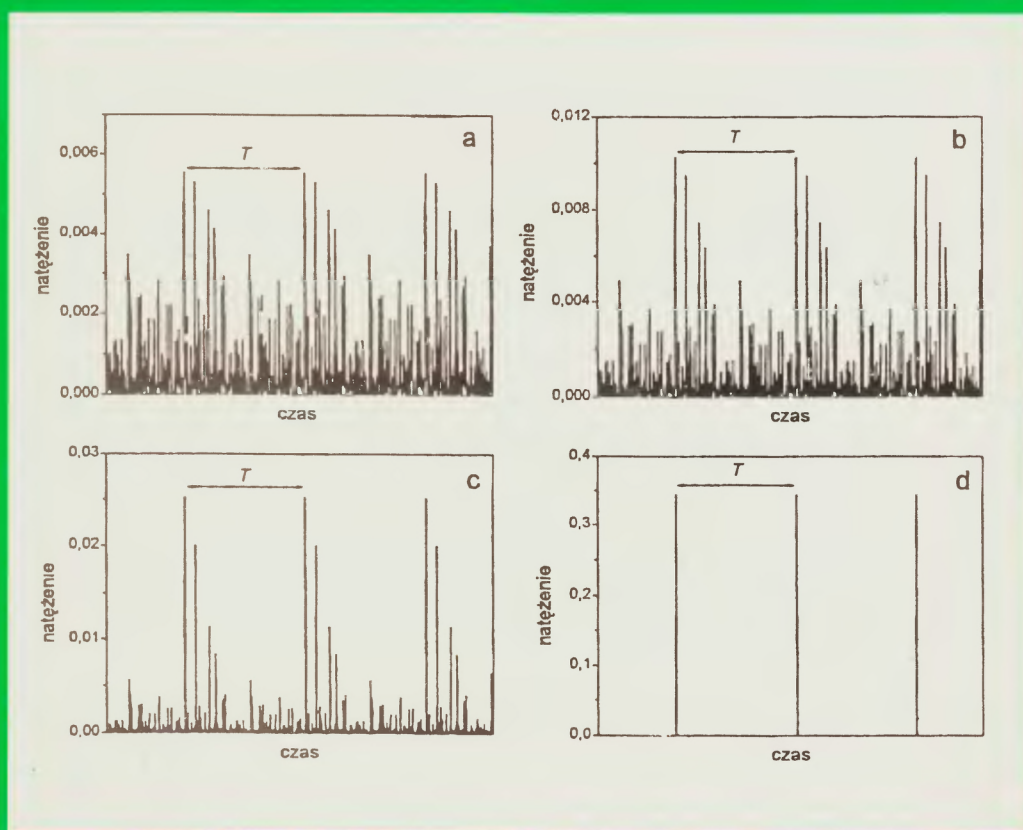 a
T
0,006
0,004
0,002
0,000
natężenie
czas
b
T
0,012
0,008
0,004
0,000
natężenie
czas
c
T
0,03
0,02
0,01
0,00
natężenie
czas
d
T
0,4
0,3
0,2
0,1
0,0
natężenie
czas